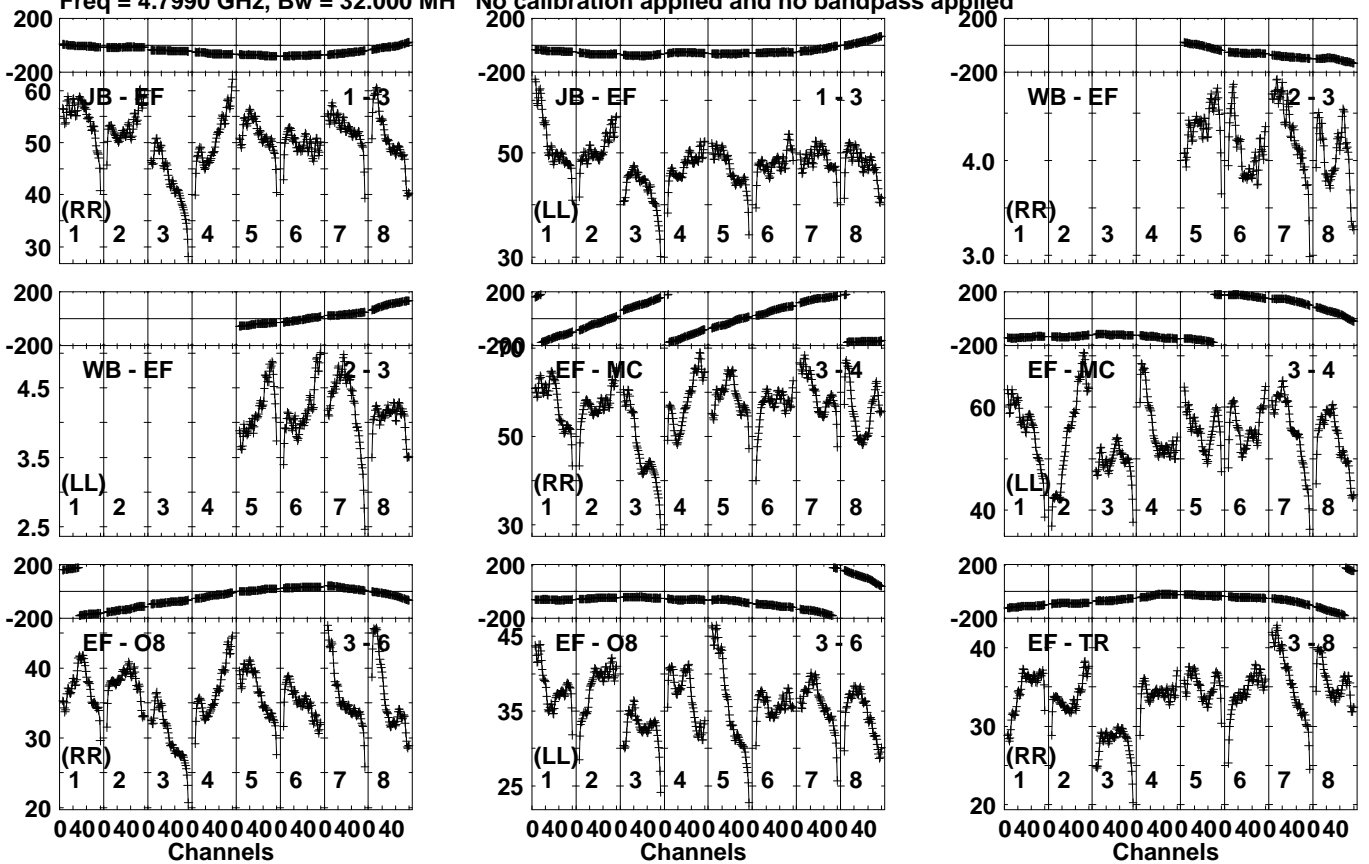 Freq = 4.7990 GHz, Bw = 32.000 MH No calibration applied and no bandpass applied
200 200 200
-200 -200 -200
60 JB - EF 1 - 3 JB - EF 1 - 3 WB - EF 2 - 3
50 50 4.0
40
(RR) (LL) (RR)
1 2 3 4 5 6 7 8 1 2 3 4 5 6 7 8 1 2 3 4 5 6 7 8
30 30 3.0
200 200 200
-200 -200 -200
70
WB - EF 2 - 3 EF - MC 3 - 4 EF - MC 3 - 4
4.5 60
50
3.5
(LL) (RR) (LL)
1 2 3 4 5 6 7 8 1 2 3 4 5 6 7 8 1 2 3 4 5 6 7 8
2.5 30 40
200 200 200
-200 -200 -200
EF - O8 3 - 6 EF - O8 3 - 6 EF - TR 3 - 8
45
40 40
35
30 30
(RR) (LL) (RR)
1 2 3 4 5 6 7 8 1 2 3 4 5 6 7 8 1 2 3 4 5 6 7 8
25
20 20
0 40 0 40 0 40 0 40 0 40 0 40 0 40 0 40 0 40 0 40 0 40 0 40 0 40 0 40 0 40 0 40 0 40 0 40 0 40 0 40 0 40 0 40 0 40 0 40
Channels Channels Channels